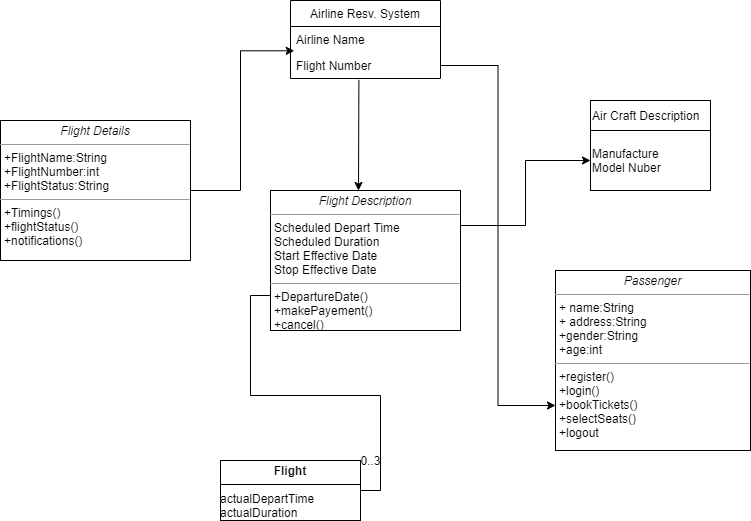 Airline Resv. System
Airline Name
Flight Number
Flight Details
+FlightName:String
+FlightNumber:int
+FlightStatus:String
+Timings()
+flightStatus()
+notifications()
Air Craft Description
Manufacture
Model Nuber
Flight Description
Scheduled Depart Time
Scheduled Duration
Start Effective Date
Stop Effective Date
+DepartureDate()
+makePayement()
+cancel()
Passenger
+ name:String
+ address:String
+gender:String
+age:int
+register()
+login()
+bookTickets()
+selectSeats()
+logout
0..3
Flight
actualDepartTime
actualDuration